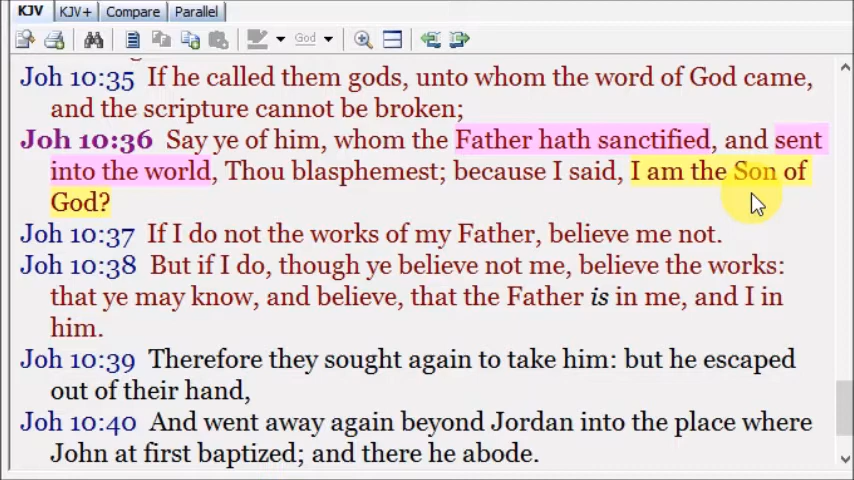 KJV KJV+ Compare Parallel
God
Joh 10:35 If he called them gods, unto whom the word of God came,
and the scripture cannot be broken;
Joh 10:36 Say ye of him, whom the Father hath sanctified, and sent
into the world, Thou blasphemest; because I said, I am the Son of
God?
Joh 10:37 If I do not the works of my Father, believe me not.
Joh 10:38 But if I do, though ye believe not me, believe the works:
that ye may know, and believe, that the Father is in me, and I in
him.
Joh 10:39 Therefore they sought again to take him: but he escaped
out of their hand,
Joh 10:40 And went away again beyond Jordan into the place where
John at first baptized; and there he abode.